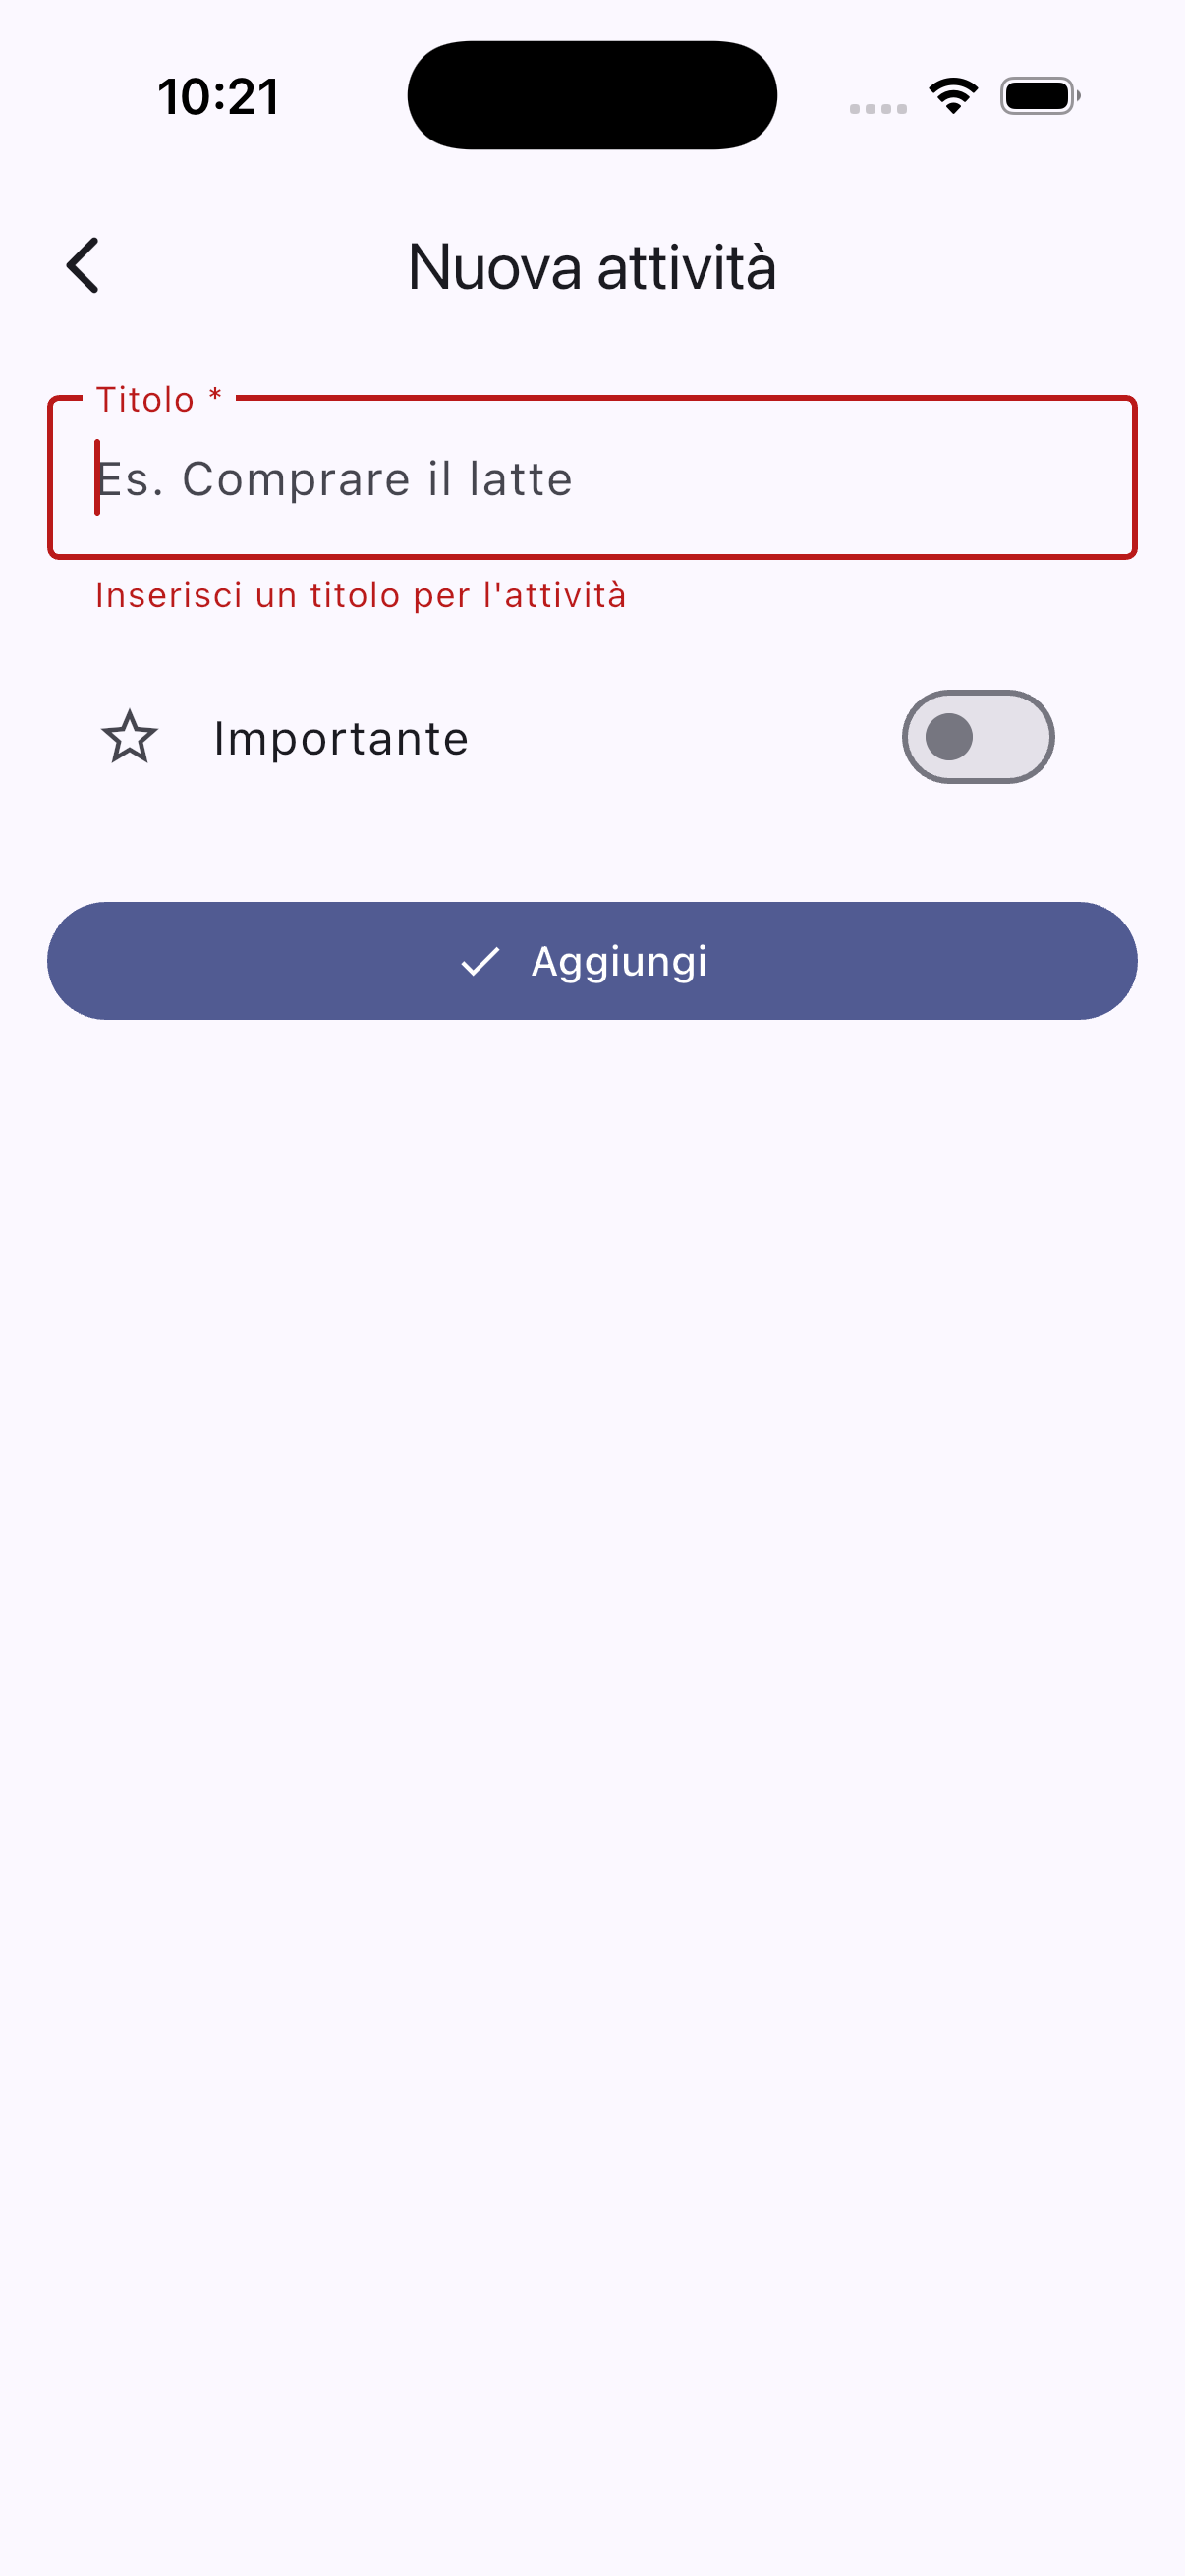 10:21
Nuova attività
Titolo *
Es. Comprare il latte
Inserisci un titolo per l'attività
Importante
Aggiungi